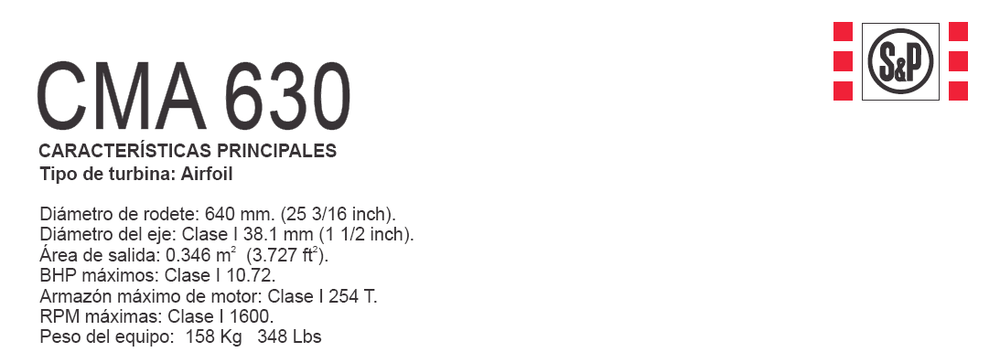 S&P
CMA 630
CARACTERÍSTICAS PRINCIPALES
Tipo de turbina: Airfoil
Diámetro de rodete: 640 mm. (25 3/16 inch).
Diámetro del eje: Clase I 38.1 mm (1 1/2 inch).
Área de salida: 0.346 m² (3.727 ft²).
BHP máximos: Clase I 10.72.
Armazón máximo de motor: Clase I 254 T.
RPM máximas: Clase I 1600.
Peso del equipo: 158 Kg 348 Lbs